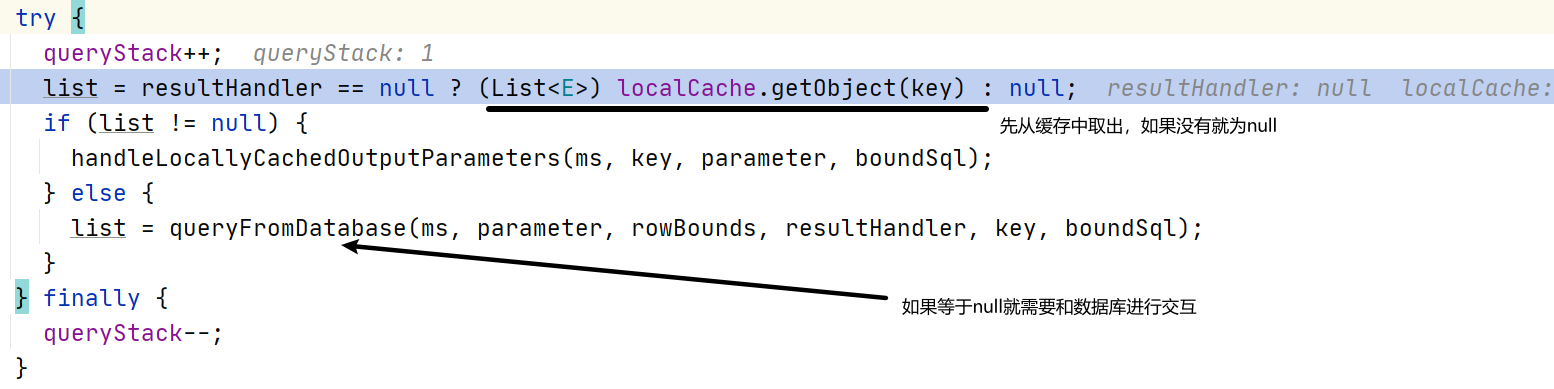 try {
queryStack++;  queryStack: 1
list = resultHandler == null ? (List<E>) localCache.getObject(key) : null;  resultHandler: null  localCache:
先从缓存中取出，如果没有就为null
if (list != null) {
handleLocallyCachedOutputParameters(ms, key, parameter, boundSql);
} else {
list = queryFromDatabase(ms, parameter, rowBounds, resultHandler, key, boundSql);
}
} finally {
如果等于null就需要和数据库进行交互
queryStack--;
}